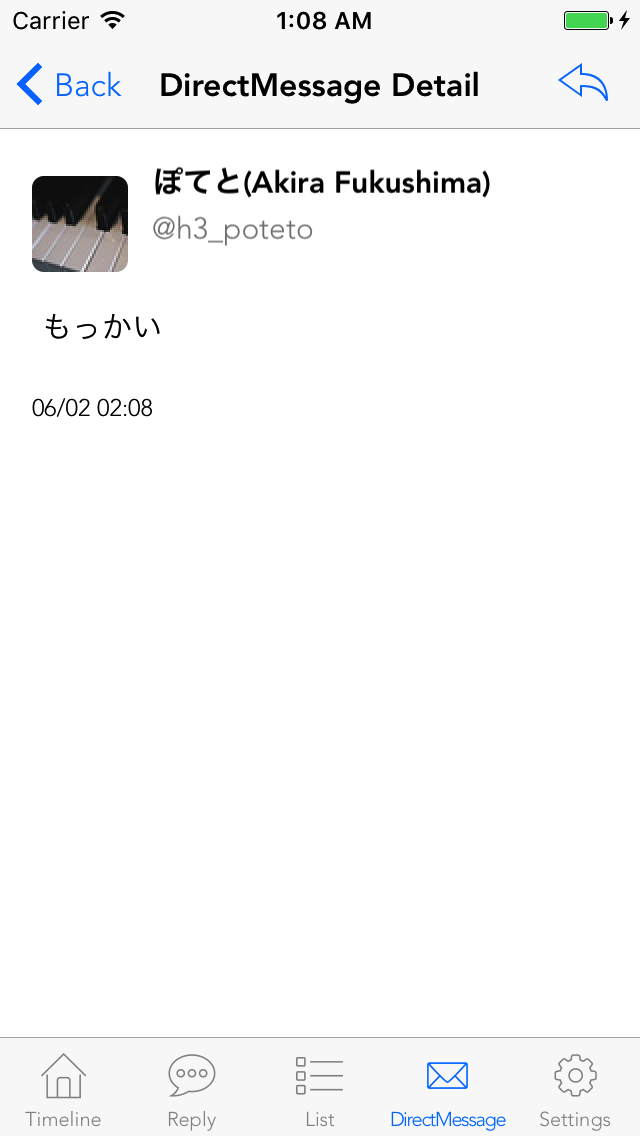 Carrier 1:08 AM
Back DirectMessage Detail
ぽてと(Akira Fukushima)
@h3_poteto
もっかい
06/02 02:08
Timeline Reply List DirectMessage Settings